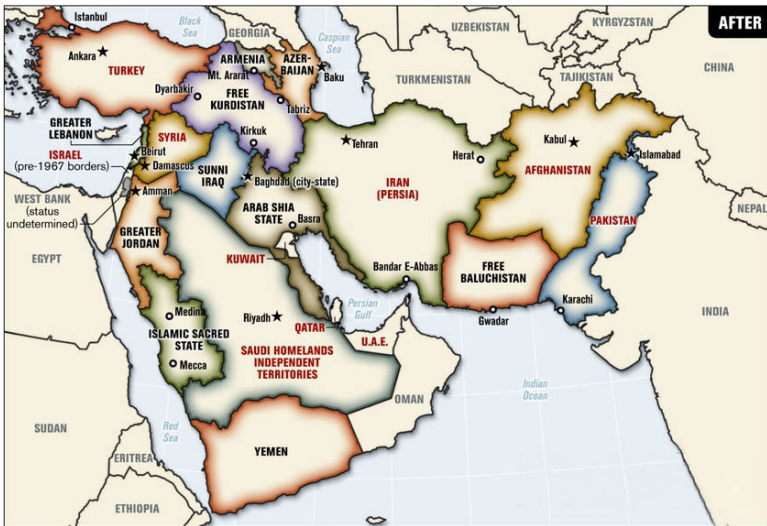 AFTER
Istanbul
Black
Sea
GEORGIA
Caspian
Sea
UZBEKISTAN
KYRGYZSTAN
Ankara
TURKEY
ARMENIA
Mt. Ararat
AZER-
BAIJAN
Baku
TURKMENISTAN
TAJIKISTAN
CHINA
Dyarbakir
FREE
KURDISTAN
Tabriz
GREATER
LEBANON
SYRIA
Kirkuk
Tehran
Herat
Kabul
Islamabad
ISRAEL
(pre-1967 borders)
Beirut
Damascus
SUNNI
IRAQ
Baghdad (city-state)
IRAN
(PERSIA)
AFGHANISTAN
WEST BANK
(status
undetermined)
Amman
ARAB SHIA
STATE
Basra
PAKISTAN
NEPAL
GREATER
JORDAN
EGYPT
KUWAIT
Bandar E-Abbas
FREE
BALUCHISTAN
Karachi
Gwadar
INDIA
Medina
ISLAMIC SACRED
STATE
Mecca
Riyadh
Persian
Gulf
QATAR
U.A.E.
SAUDI HOMELANDS
INDEPENDENT
TERRITORIES
OMAN
Indian
Ocean
SUDAN
Red
Sea
YEMEN
ERITREA
ETHIOPIA